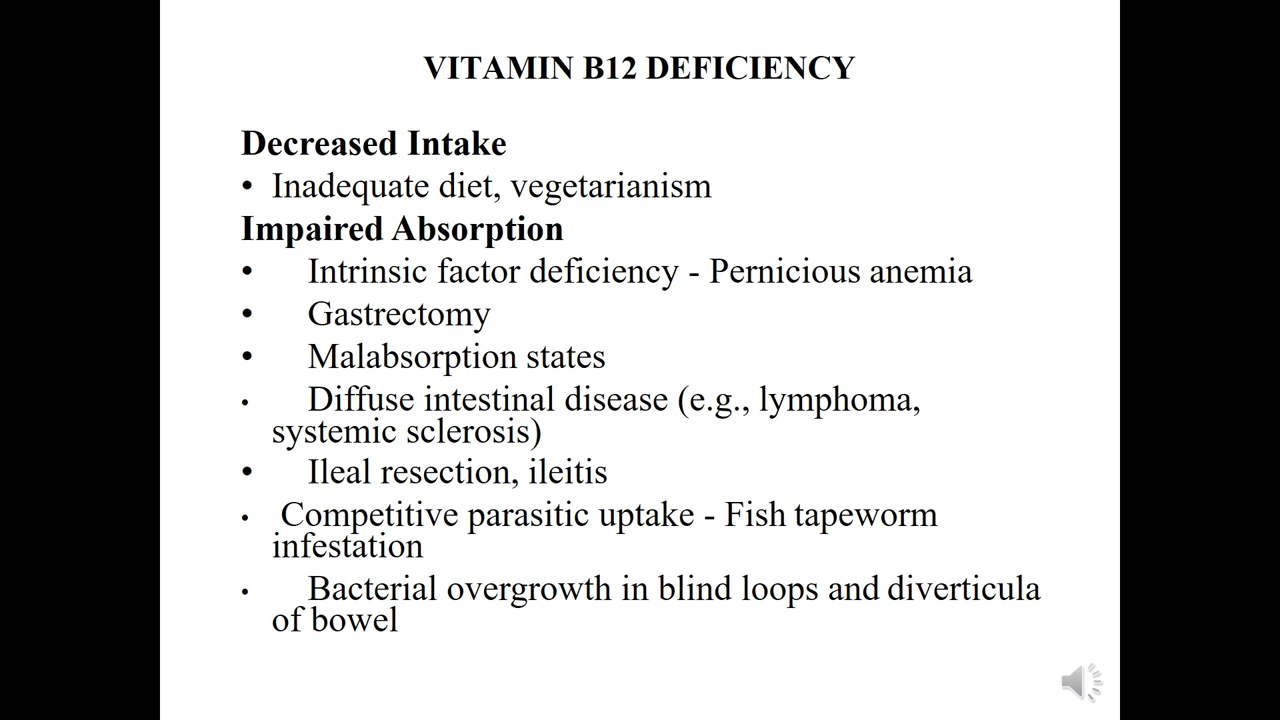 VITAMIN B12 DEFICIENCY
Decreased Intake
• Inadequate diet, vegetarianism
Impaired Absorption
• Intrinsic factor deficiency - Pernicious anemia
• Gastrectomy
• Malabsorption states
• Diffuse intestinal disease (e.g., lymphoma,
systemic sclerosis)
• Ileal resection, ileitis
• Competitive parasitic uptake - Fish tapeworm
infestation
• Bacterial overgrowth in blind loops and diverticula
of bowel